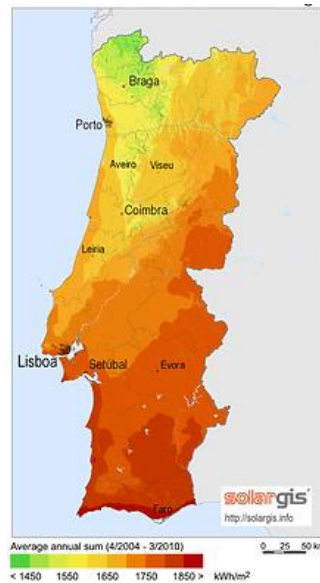 Braga
Porto
Aveiro Viseu
Coimbra
Leiria
Lisboa
Setúbal Evora
Faro
solargis
http://solargis.info
Average annual sum (4/2004 - 3/2010)
0 25 50 km
< 1450 1550 1650 1750 1850 > kWh/m²